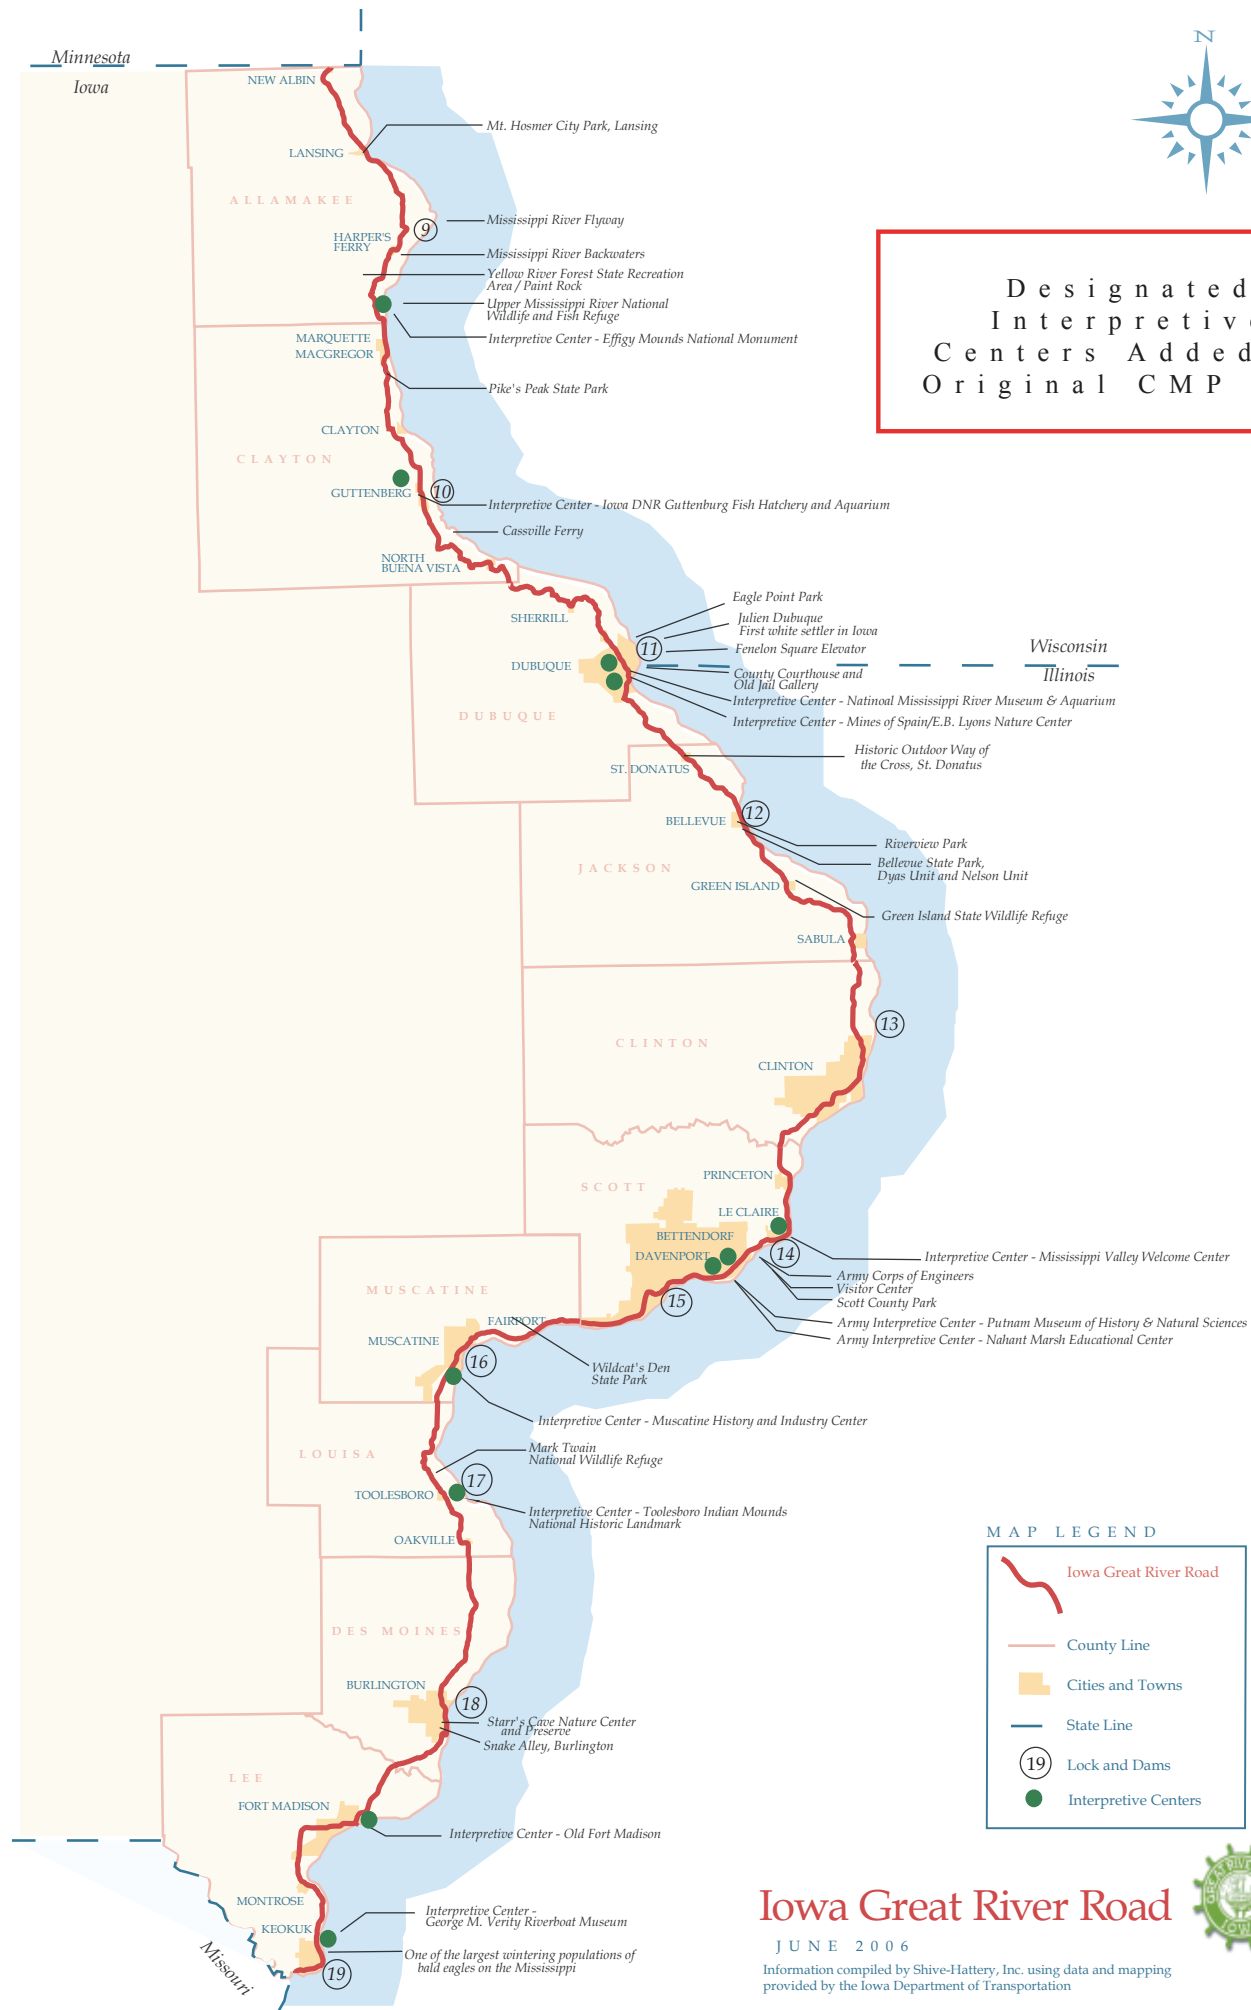 N
Minnesota
Iowa
NEW ALBIN
Mt. Hosmer City Park, Lansing
LANSING
ALLAMAKEE
Mississippi River Flyway
9
HARPER'S
FERRY
Mississippi River Backwaters
Yellow River Forest State Recreation
Area / Paint Rock
Upper Mississippi River National
Wildlife and Fish Refuge
Interpretive Center - Effigy Mounds National Monument
MARQUETTE
MACGREGOR
Designated
Interpretive
Centers Added
Original CMP
Pike's Peak State Park
CLAYTON
CLAYTON
GUTTENBERG
10
Interpretive Center - Iowa DNR Guttenburg Fish Hatchery and Aquarium
Cassville Ferry
NORTH
BUENA VISTA
SHERRILL
Eagle Point Park
Julien Dubuque
First white settler in Iowa
11
Fenelon Square Elevator
Wisconsin
Illinois
DUBUQUE
County Courthouse and
Old Jail Gallery
Interpretive Center - Natinoal Mississippi River Museum & Aquarium
DUBUQUE
Interpretive Center - Mines of Spain/E.B. Lyons Nature Center
Historic Outdoor Way of
the Cross, St. Donatus
ST. DONATUS
12
BELLEVUE
Riverview Park
Bellevue State Park,
Dyas Unit and Nelson Unit
JACKSON
GREEN ISLAND
Green Island State Wildlife Refuge
SABULA
13
CLINTON
CLINTON
PRINCETON
SCOTT
LE CLAIRE
BETTENDORF
DAVENPORT
14
Interpretive Center - Mississippi Valley Welcome Center
Army Corps of Engineers
Visitor Center
Scott County Park
15
MUSCATINE
FAIRPORT
Army Interpretive Center - Putnam Museum of History & Natural Sciences
Army Interpretive Center - Nahant Marsh Educational Center
MUSCATINE
16
Wildcat's Den
State Park
Interpretive Center - Muscatine History and Industry Center
LOUISA
Mark Twain
National Wildlife Refuge
17
TOOLESBORO
Interpretive Center - Toolesboro Indian Mounds
National Historic Landmark
OAKVILLE
DES MOINES
BURLINGTON
18
Starr's Cave Nature Center
and Preserve
Snake Alley, Burlington
LEE
FORT MADISON
Interpretive Center - Old Fort Madison
MONTROSE
Interpretive Center -
George M. Verity Riverboat Museum
KEOKUK
One of the largest wintering populations of
bald eagles on the Mississippi
19
Missouri
MAP LEGEND
Iowa Great River Road
County Line
Cities and Towns
State Line
19
Lock and Dams
Interpretive Centers
Iowa Great River Road
JUNE 2006
Information compiled by Shive-Hattery, Inc. using data and mapping
provided by the Iowa Department of Transportation